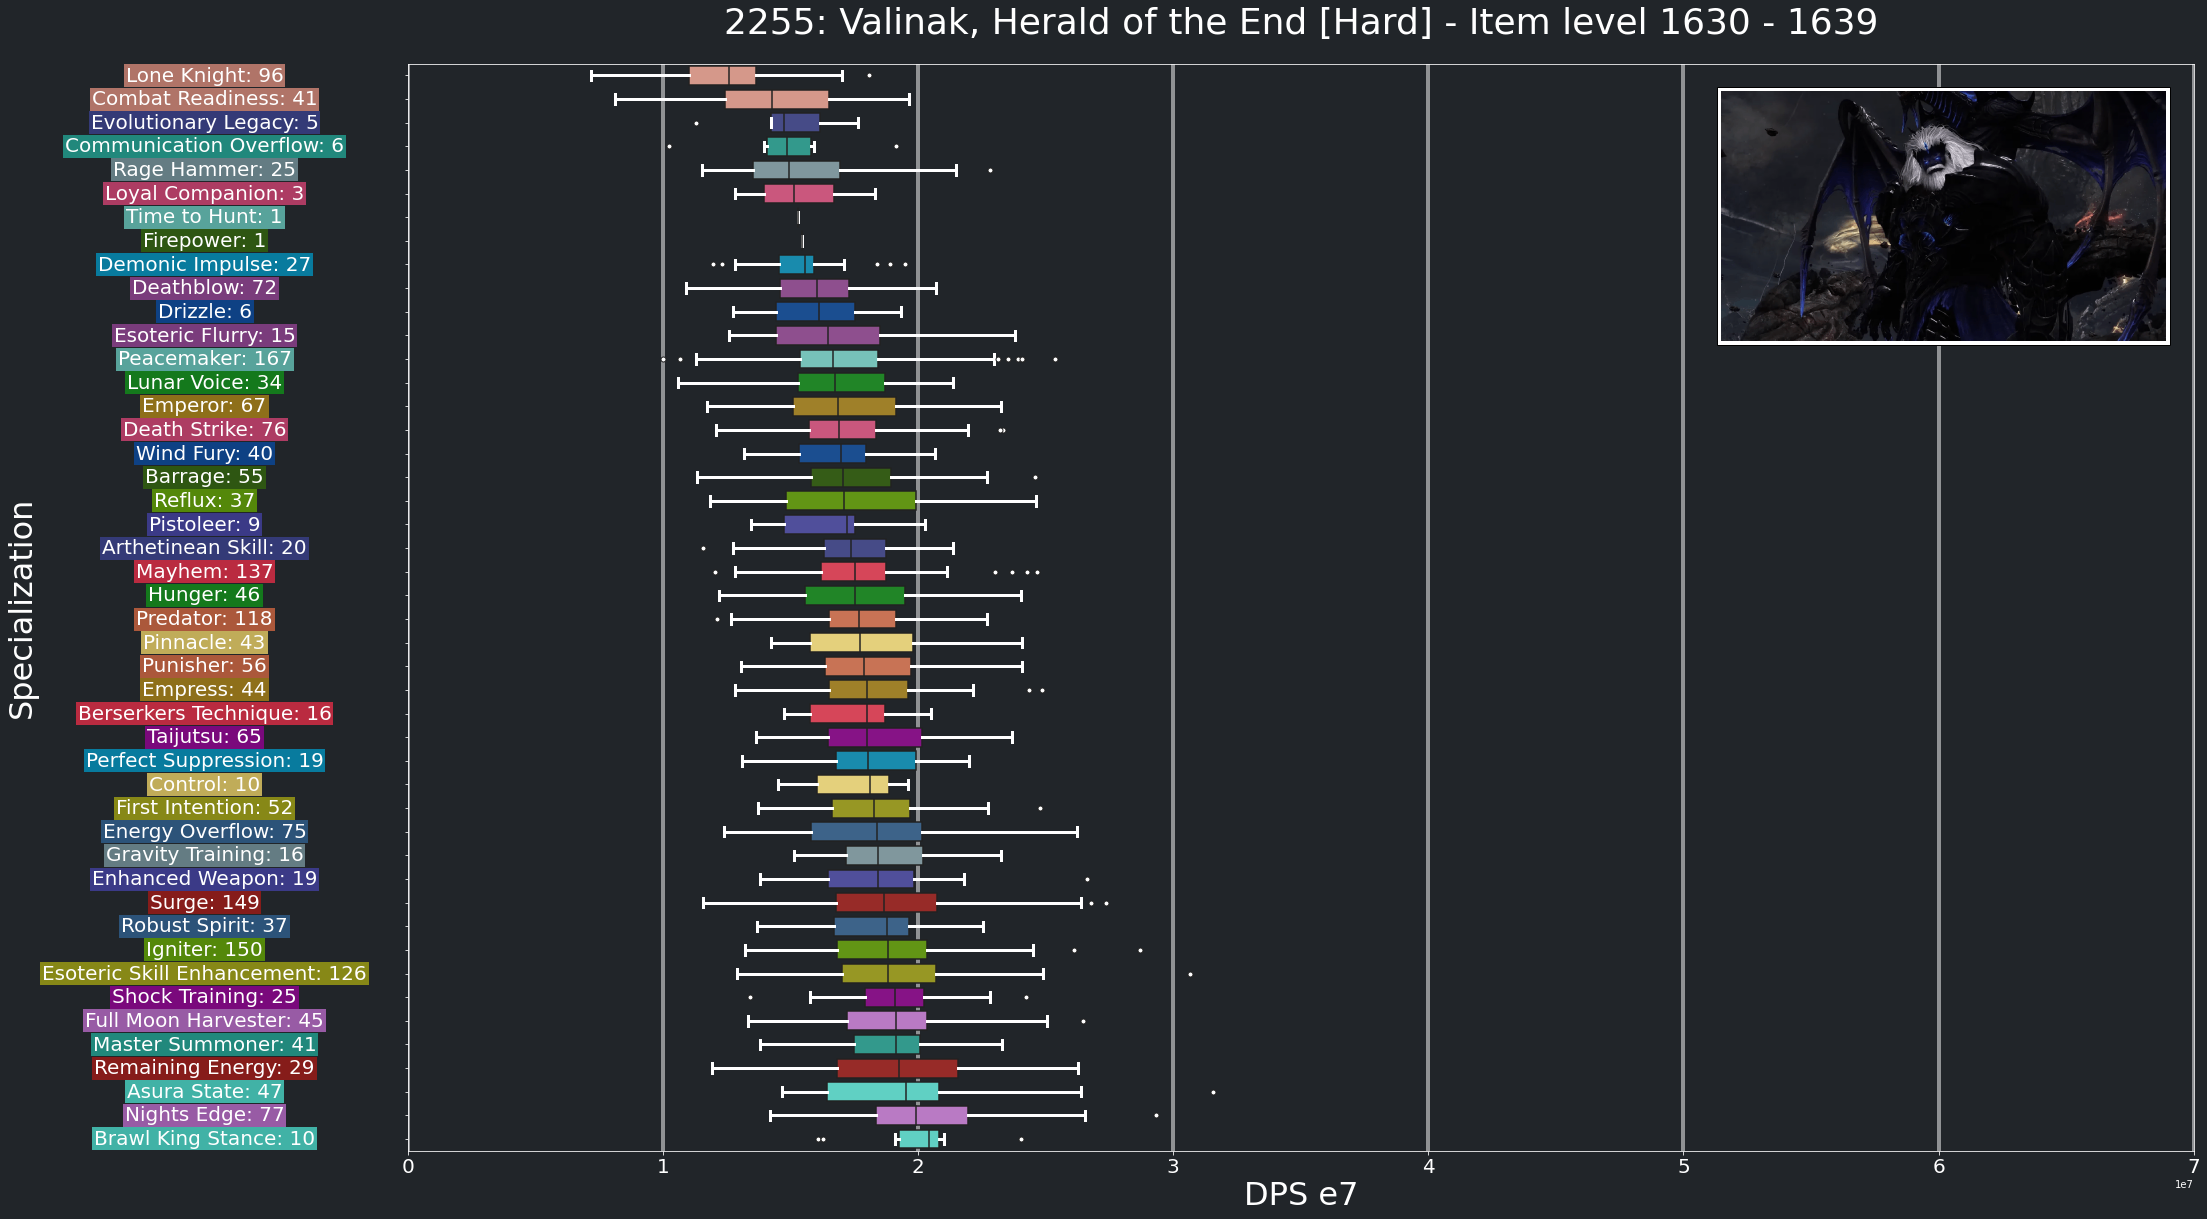 2255: Valinak, Herald of the End [Hard] - Item level 1630 - 1639
Specialization
Lone Knight: 96
Combat Readiness: 41
Evolutionary Legacy: 5
Communication Overflow: 6
Rage Hammer: 25
Loyal Companion: 3
Time to Hunt: 1
Firepower: 1
Demonic Impulse: 27
Deathblow: 72
Drizzle: 6
Esoteric Flurry: 15
Peacemaker: 167
Lunar Voice: 34
Emperor: 67
Death Strike: 76
Wind Fury: 40
Barrage: 55
Reflux: 37
Pistoleer: 9
Arthetinean Skill: 20
Mayhem: 137
Hunger: 46
Predator: 118
Pinnacle: 43
Punisher: 56
Empress: 44
Berserkers Technique: 16
Taijutsu: 65
Perfect Suppression: 19
Control: 10
First Intention: 52
Energy Overflow: 75
Gravity Training: 16
Enhanced Weapon: 19
Surge: 149
Robust Spirit: 37
Igniter: 150
Esoteric Skill Enhancement: 126
Shock Training: 25
Full Moon Harvester: 45
Master Summoner: 41
Remaining Energy: 29
Asura State: 47
Nights Edge: 77
Brawl King Stance: 10
0 1 2 3 4 5 6 7
1e7
DPS e7